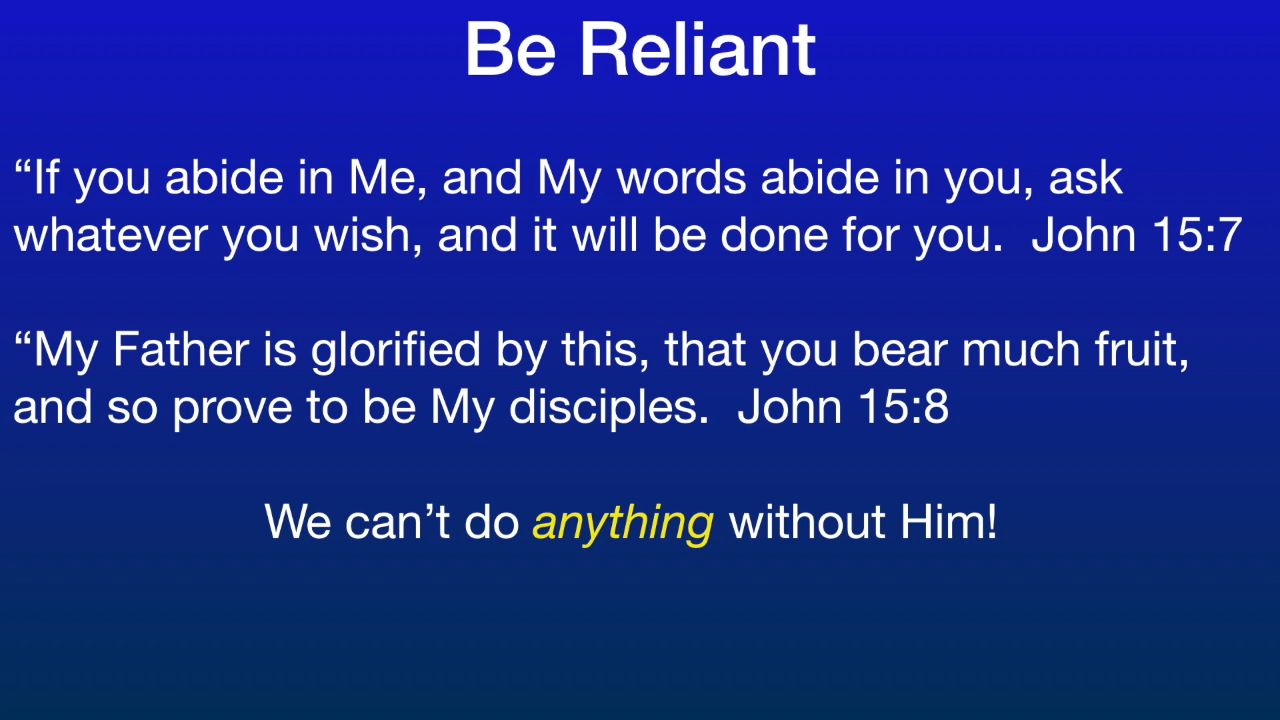 Be Reliant
“If you abide in Me, and My words abide in you, ask
whatever you wish, and it will be done for you.  John 15:7
“My Father is glorified by this, that you bear much fruit,
and so prove to be My disciples.  John 15:8
We can’t do anything without Him!